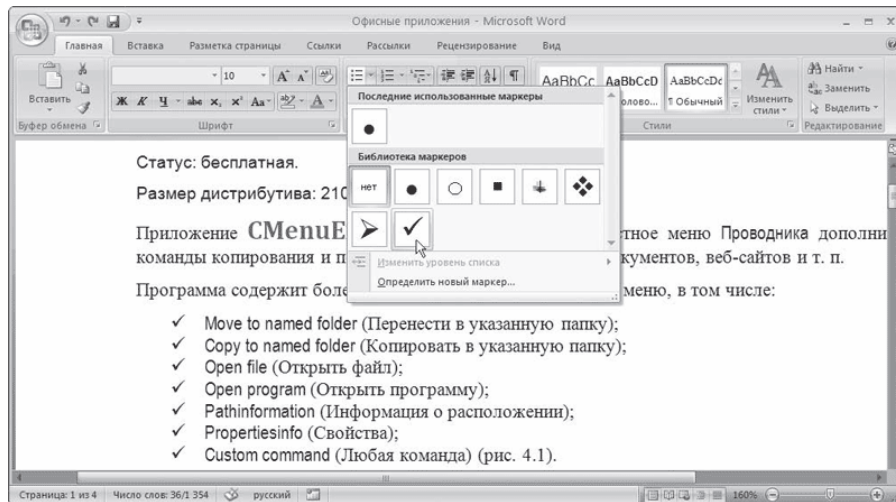 Офисные приложения - Microsoft Word
Главная Вставка Разметка страницы Ссылки Рассылки Рецензирование Вид
Вставить
Буфер обмена
10
Ж К Ч abc x₂ x² Aa ab A
Шрифт
AaBbCc AaBbCcD AaBbCcDc
олово... ¶ Обычный
Изменить стили
Стили
Найти
Заменить
Выделить
Редактирование
Последние использованные маркеры
Библиотека маркеров
нет
Изменить уровень списка
Определить новый маркер...
Статус: бесплатная.
Размер дистрибутива: 210
Приложение CMenuE тное меню Проводника дополни
команды копирования и п кументов, веб-сайтов и т. п.
Программа содержит боле меню, в том числе:
✓ Move to named folder (Перенести в указанную папку);
✓ Copy to named folder (Копировать в указанную папку);
✓ Open file (Открыть файл);
✓ Open program (Открыть программу);
✓ Pathinformation (Информация о расположении);
✓ Propertiesinfo (Свойства);
✓ Custom command (Любая команда) (рис. 4.1).
Страница: 1 из 4 Число слов: 36/1 354 русский 160%